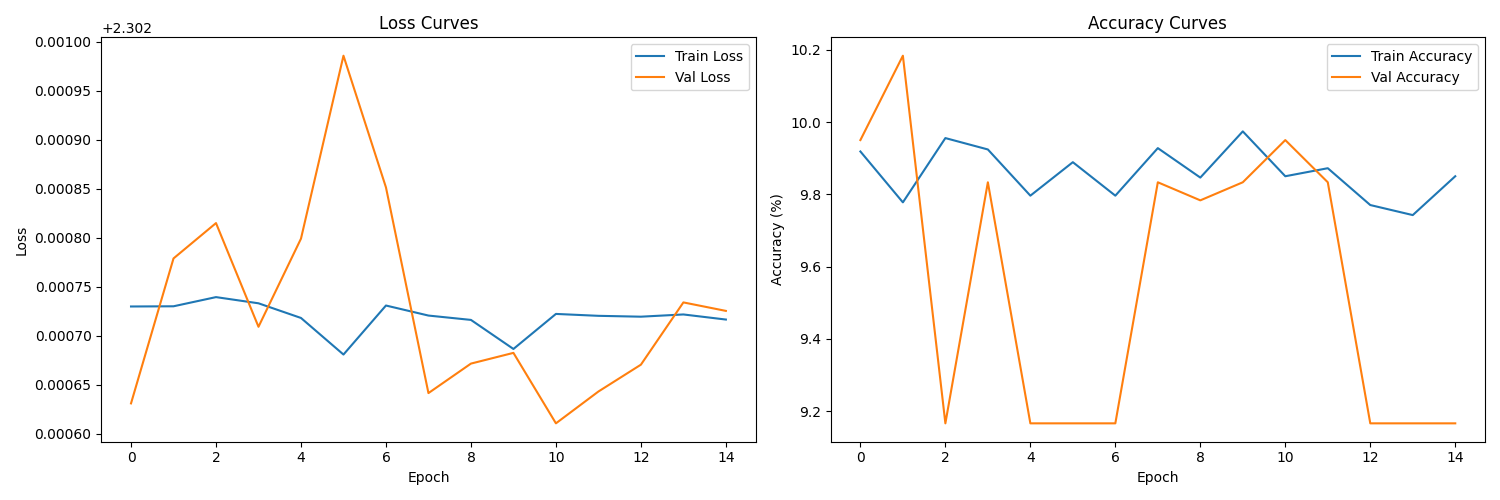 Loss Curves
+2.302
0.00100
0.00095
0.00090
0.00085
0.00080
0.00075
0.00070
0.00065
0.00060
Loss
0 2 4 6 8 10 12 14
Epoch
Train Loss
Val Loss
Accuracy Curves
10.2
10.0
9.8
9.6
9.4
9.2
Accuracy (%)
0 2 4 6 8 10 12 14
Epoch
Train Accuracy
Val Accuracy